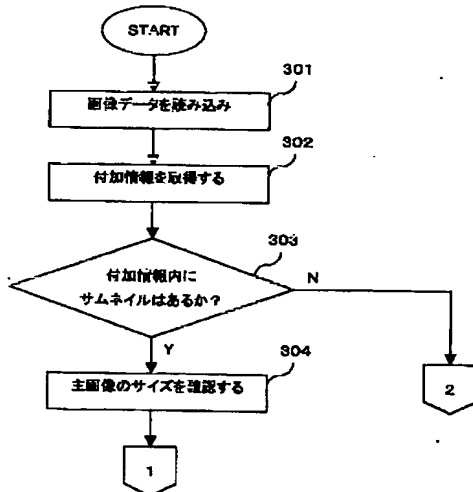 START
301
画像データを読み込み
302
付加情報を取得する
303
付加情報内に
サムネイルはあるか?
N
Y
304
主画像のサイズを確認する
2
1